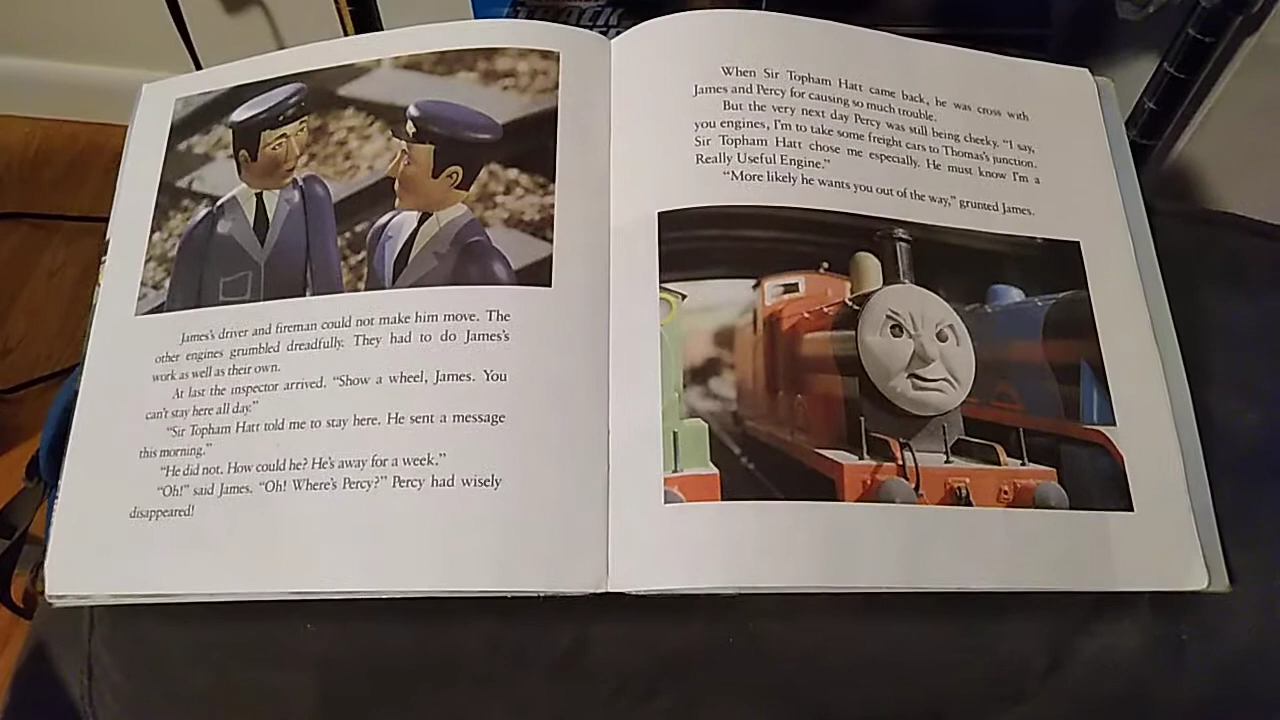 TRACK
James's driver and fireman could not make him move. The
other engines grumbled dreadfully. They had to do James's
work as well as their own.
At last the inspector arrived. “Show a wheel, James. You
can't stay here all day.”
“Sir Topham Hatt told me to stay here. He sent a message
this morning.”
“He did not. How could he? He's away for a week.”
“Oh!” said James. “Oh! Where's Percy?” Percy had wisely
disappeared!
When Sir Topham Hatt came back, he was cross with
James and Percy for causing so much trouble.
But the very next day Percy was still being cheeky. “I say,
you engines, I'm to take some freight cars to Thomas's junction.
Sir Topham Hatt chose me especially. He must know I'm a
Really Useful Engine.”
“More likely he wants you out of the way,” grunted James.